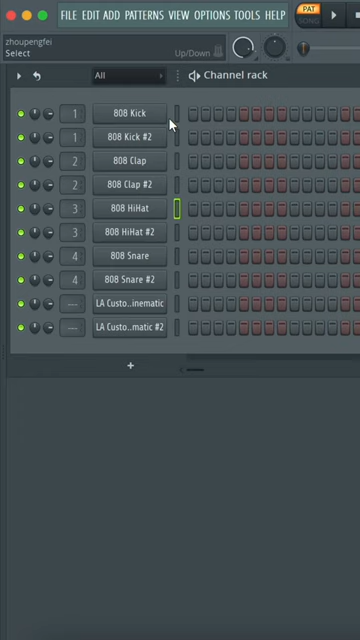 FILE EDIT ADD PATTERNS VIEW OPTIONS TOOLS HELP
PAT
SONG
zhoupengfei
Select
Up/Down
All
Channel rack
1 808 Kick
1 808 Kick #2
2 808 Clap
2 808 Clap #2
3 808 HiHat
3 808 HiHat #2
4 808 Snare
4 808 Snare #2
--- LA Custo..inematic
--- LA Custo..matic #2
+